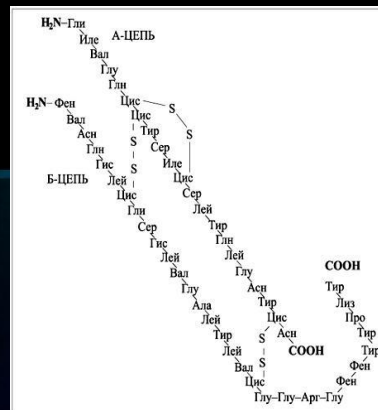 H₂N–Гли
Иле
Вал
Глу
Глн
Цис
Цис
Тир
Сер
Иле
Цис
Сер
Лей
Тир
Глн
Лей
Глу
Асн
Тир
Цис
Асн
COOH
А-ЦЕПЬ
S
S
S
S
H₂N–Фен
Вал
Асн
Глн
Гис
Лей
Цис
Гли
Сер
Гис
Лей
Вал
Глу
Ала
Лей
Тир
Лей
Вал
Цис
Глу–Глу–Арг–Глу
Фен
Фен
Тир
Тир
Про
Лиз
Тир
COOH
Б-ЦЕПЬ
S
S